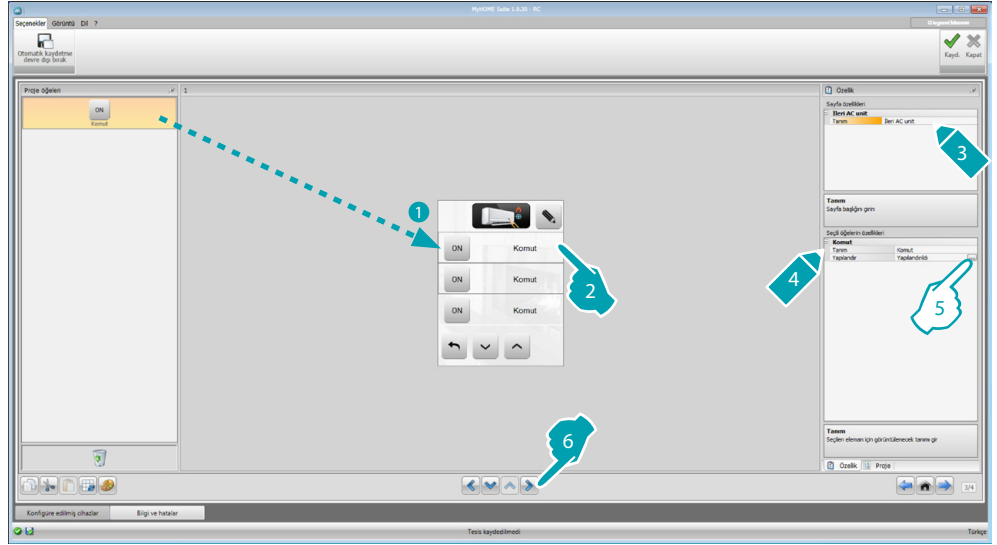 MyHOME Suite 1.0.30 - RC
Seçenekler Görüntü Dil ?
Otomatik kaydetme
devre dışı bırak
Kayd. Kapat
Proje öğeleri
1
Özellik
ON
Komut
Sayfa özellikleri
İleri AC unit
Tanım İleri AC unit
3
Tanım
Sayfa başlığını girin
1
ON Komut
2
ON Komut
ON Komut
Seçili öğelerin özellikleri
Komut
Tanım Komut
Yapılandır Yapılandırıldı ...
4
5
6
Tanım
Seçilen eleman için görüntülenecek tanımı gir
Özellik Proje
3/4
Konfigüre edilmiş cihazlar Bilgi ve hatalar
Tesis kaydedilmedi
Türkçe